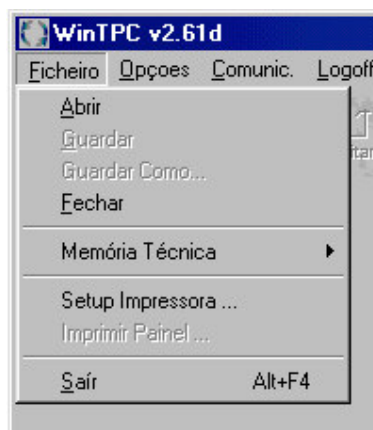 WinTPC v2.61d
Ficheiro Opçoes Comunic. Logoff
Abrir
Guardar
Guardar Como...
Fechar
Memória Técnica
Setup Impressora ...
Imprimir Painel ...
Saír Alt+F4